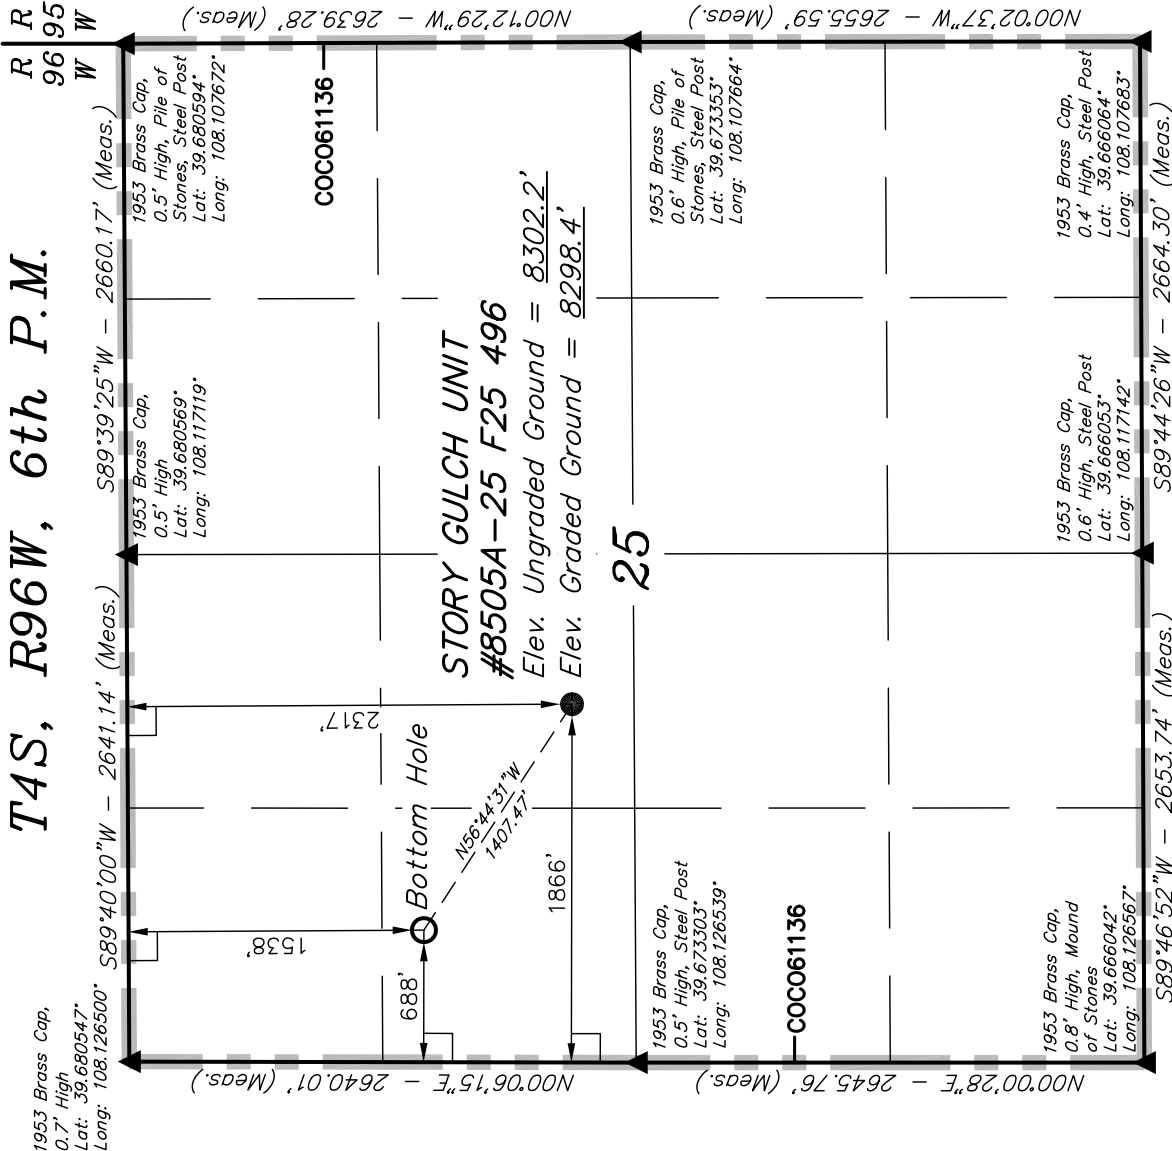 T4S, R96W, 6th P.M.
R R
96 95
W W
S89°40'00"W - 2641.14' (Meas.)
S89°39'25"W - 2660.17' (Meas.)
1953 Brass Cap,
0.7' High
Lat: 39.680547°
Long: 108.126500°
1953 Brass Cap,
0.5' High
Lat: 39.680569°
Long: 108.117119°
1953 Brass Cap,
0.5' High, Pile of
Stones, Steel Post
Lat: 39.680594°
Long: 108.107672°
N00°06'15"E - 2640.01' (Meas.)
N00°12'29"W - 2639.28' (Meas.)
COCO61136
1538'
2317'
688'
Bottom Hole
N56°44'31"W
1407.47'
1866'
STORY GULCH UNIT
#8505A-25 F25 496
Elev. Ungraded Ground = 8302.2'
Elev. Graded Ground = 8298.4'
25
1953 Brass Cap,
0.5' High, Steel Post
Lat: 39.673303°
Long: 108.126539°
1953 Brass Cap,
0.6' High, Pile of
Stones, Steel Post
Lat: 39.673353°
Long: 108.107664°
COCO61136
N00°00'28"E - 2645.76' (Meas.)
N00°02'37"W - 2655.59' (Meas.)
1953 Brass Cap,
0.8' High, Mound
of Stones
Lat: 39.666042°
Long: 108.126567°
1953 Brass Cap,
0.6' High, Steel Post
Lat: 39.666053°
Long: 108.117142°
1953 Brass Cap,
0.4' High, Steel Post
Lat: 39.666064°
Long: 108.107683°
S89°46'52"W - 2653.74' (Meas.)
S89°44'26"W - 2664.30' (Meas.)